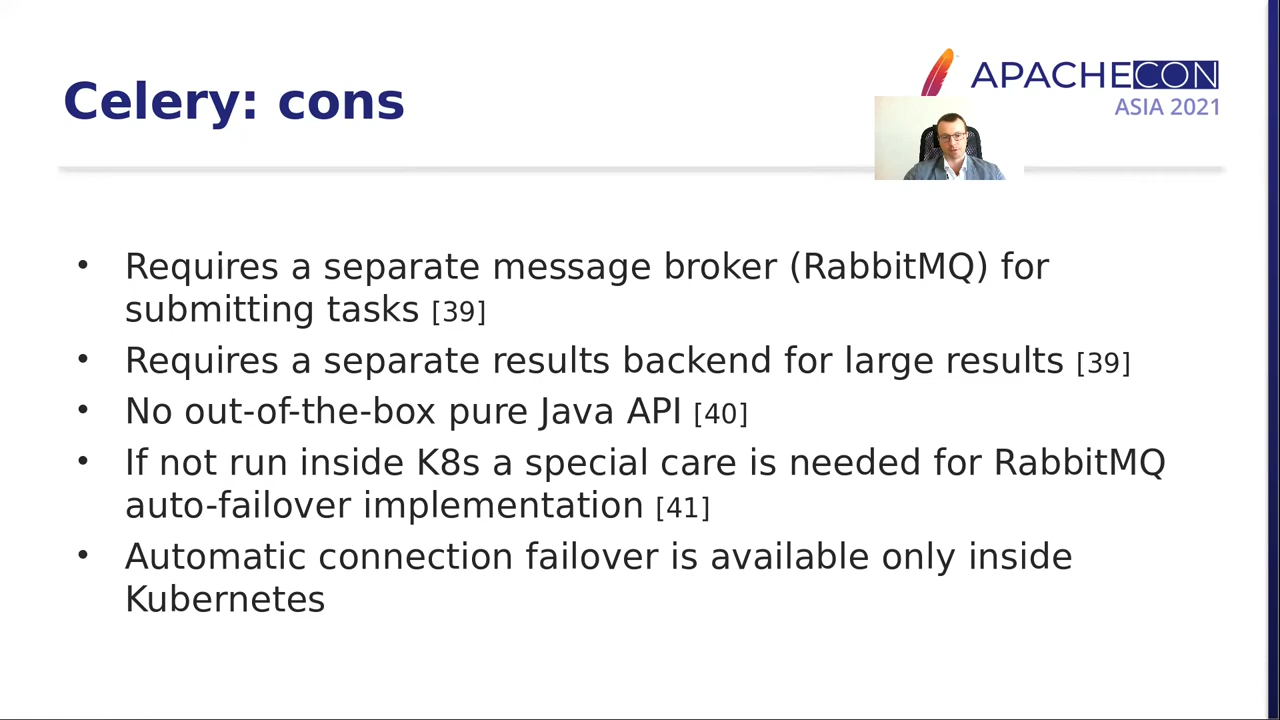 Celery: cons
APACHECON
ASIA 2021
• Requires a separate message broker (RabbitMQ) for
submitting tasks [39]
• Requires a separate results backend for large results [39]
• No out-of-the-box pure Java API [40]
• If not run inside K8s a special care is needed for RabbitMQ
auto-failover implementation [41]
• Automatic connection failover is available only inside
Kubernetes